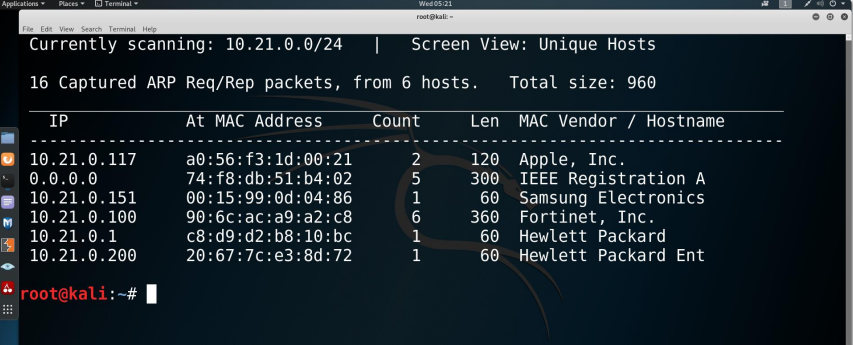 Applications Places Terminal Wed 05:21 1
root@kali: ~
File Edit View Search Terminal Help
Currently scanning: 10.21.0.0/24 | Screen View: Unique Hosts
16 Captured ARP Req/Rep packets, from 6 hosts. Total size: 960
IP At MAC Address Count Len MAC Vendor / Hostname
-----------------------------------------------------------------------------
10.21.0.117 a0:56:f3:1d:00:21 2 120 Apple, Inc.
0.0.0.0 74:f8:db:51:b4:02 5 300 IEEE Registration A
10.21.0.151 00:15:99:0d:04:86 1 60 Samsung Electronics
10.21.0.100 90:6c:ac:a9:a2:c8 6 360 Fortinet, Inc.
10.21.0.1 c8:d9:d2:b8:10:bc 1 60 Hewlett Packard
10.21.0.200 20:67:7c:e3:8d:72 1 60 Hewlett Packard Ent
root@kali:~#